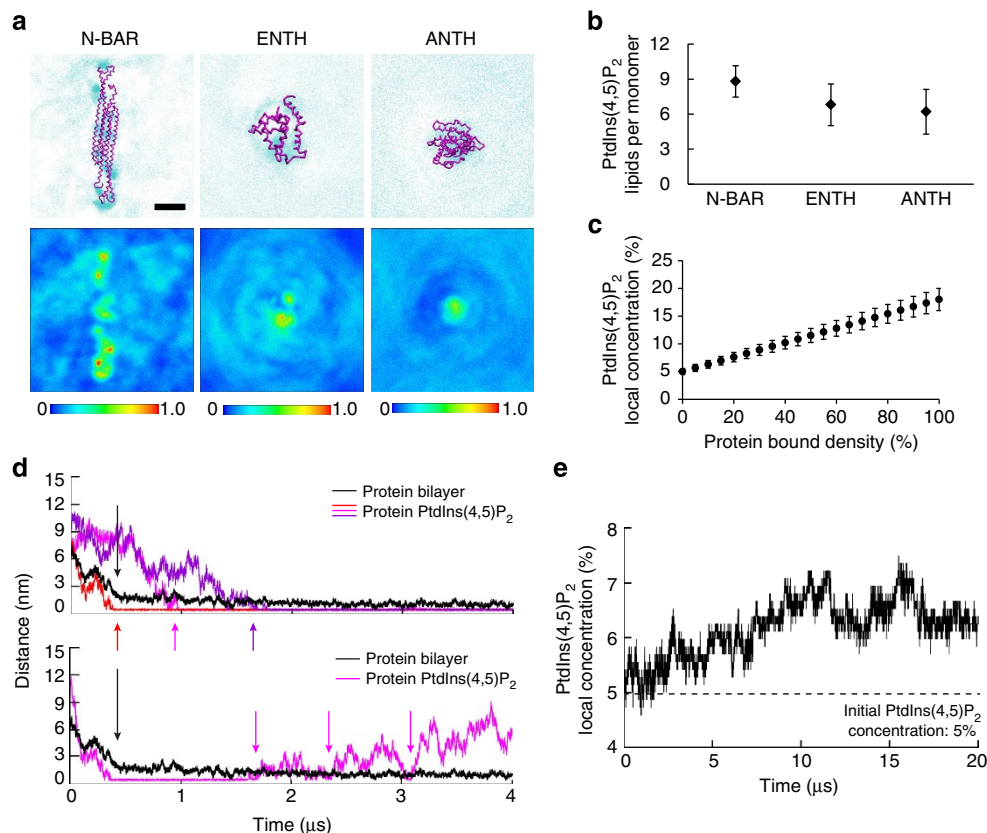 a
N-BAR
ENTH
ANTH
0
1.0
0
1.0
0
1.0
b
PtdIns(4,5)P2
lipids per monomer
12
9
6
3
0
N-BAR
ENTH
ANTH
c
PtdIns(4,5)P2
local concentration (%)
25
20
15
10
5
0
0
20
40
60
80
100
Protein bound density (%)
d
Distance (nm)
15
12
9
6
3
0
Protein bilayer
Protein PtdIns(4,5)P2
15
12
9
6
3
0
Protein bilayer
Protein PtdIns(4,5)P2
0
1
2
3
4
Time (μs)
e
PtdIns(4,5)P2
local concentration (%)
8
7
6
5
4
Initial PtdIns(4,5)P2
concentration: 5%
0
5
10
15
20
Time (μs)